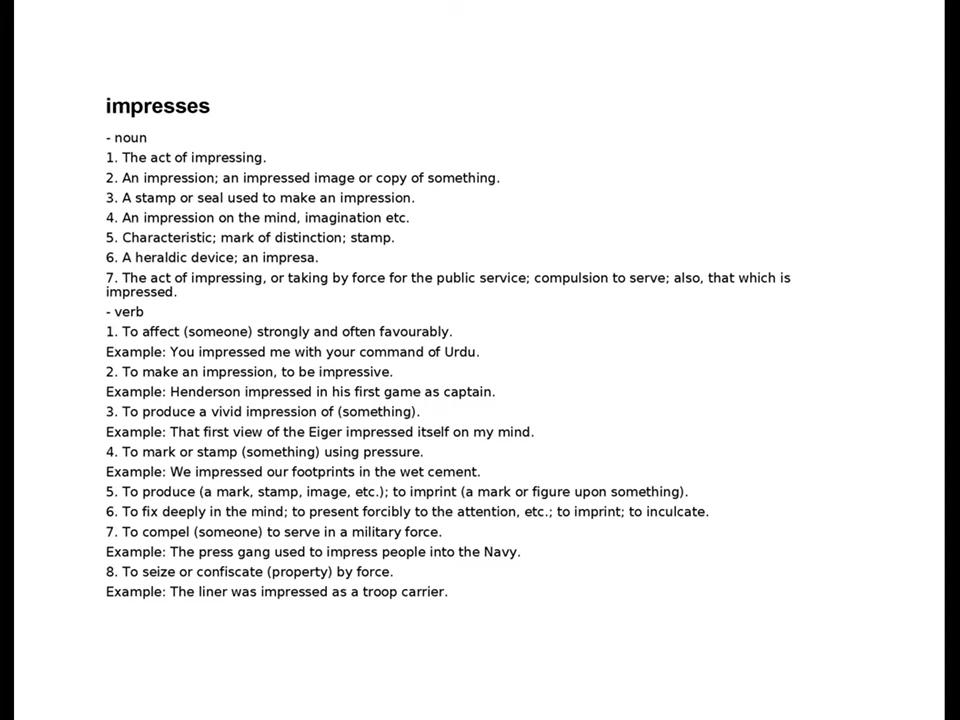 impresses
- noun
1. The act of impressing.
2. An impression; an impressed image or copy of something.
3. A stamp or seal used to make an impression.
4. An impression on the mind, imagination etc.
5. Characteristic; mark of distinction; stamp.
6. A heraldic device; an impresa.
7. The act of impressing, or taking by force for the public service; compulsion to serve; also, that which is
impressed.
- verb
1. To affect (someone) strongly and often favourably.
Example: You impressed me with your command of Urdu.
2. To make an impression, to be impressive.
Example: Henderson impressed in his first game as captain.
3. To produce a vivid impression of (something).
Example: That first view of the Eiger impressed itself on my mind.
4. To mark or stamp (something) using pressure.
Example: We impressed our footprints in the wet cement.
5. To produce (a mark, stamp, image, etc.); to imprint (a mark or figure upon something).
6. To fix deeply in the mind; to present forcibly to the attention, etc.; to imprint; to inculcate.
7. To compel (someone) to serve in a military force.
Example: The press gang used to impress people into the Navy.
8. To seize or confiscate (property) by force.
Example: The liner was impressed as a troop carrier.